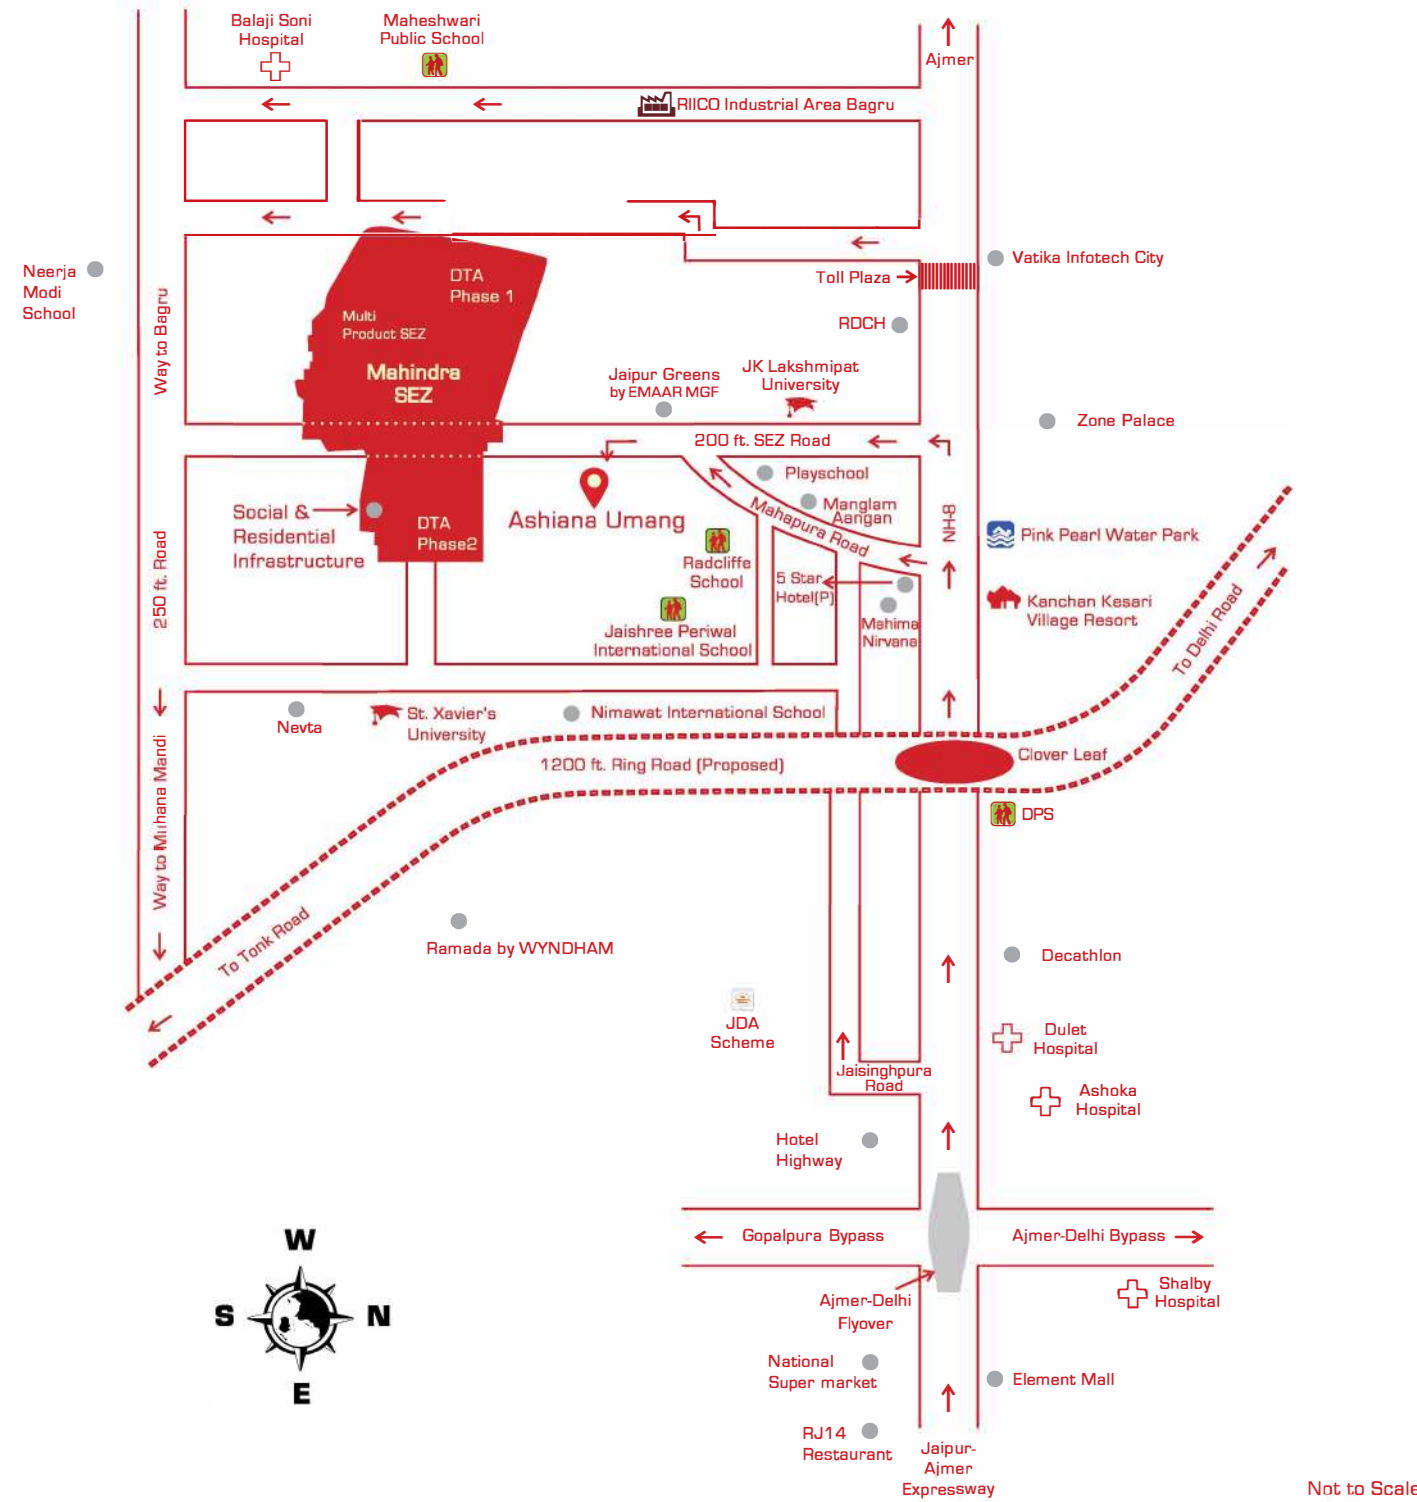 Balaji Soni
Hospital
Maheshwari
Public School
Ajmer
RIICO Industrial Area Bagru
Neerja
Modi
School
Way to Bagru
DTA
Phase 1
Multi
Product SEZ
Mahindra
SEZ
Toll Plaza
Vatika Infotech City
RDCH
Jaipur Greens
by EMAAR MGF
JK Lakshmipat
University
Zone Palace
200 ft. SEZ Road
Playschool
Manglam
Aangan
Mahapura Road
NH-8
Social &
Residential
Infrastructure
DTA
Phase2
Ashiana Umang
Radcliffe
School
5 Star
Hotel(P)
Mahima
Nirvana
Jaishree Periwal
International School
Pink Pearl Water Park
Kanchan Kesari
Village Resort
To Delhi Road
250 ft. Road
Nevta
St. Xavier's
University
Nimawat International School
1200 ft. Ring Road (Proposed)
Clover Leaf
Way to Muhana Mandi
DPS
To Tonk Road
Ramada by WYNDHAM
Decathlon
JDA
Scheme
Dulet
Hospital
Jaisinghpura
Road
Ashoka
Hospital
Hotel
Highway
Gopalpura Bypass
Ajmer-Delhi Bypass
Ajmer-Delhi
Flyover
Shalby
Hospital
W
S
N
E
National
Super market
Element Mall
RJ14
Restaurant
Jaipur-
Ajmer
Expressway
Not to Scale